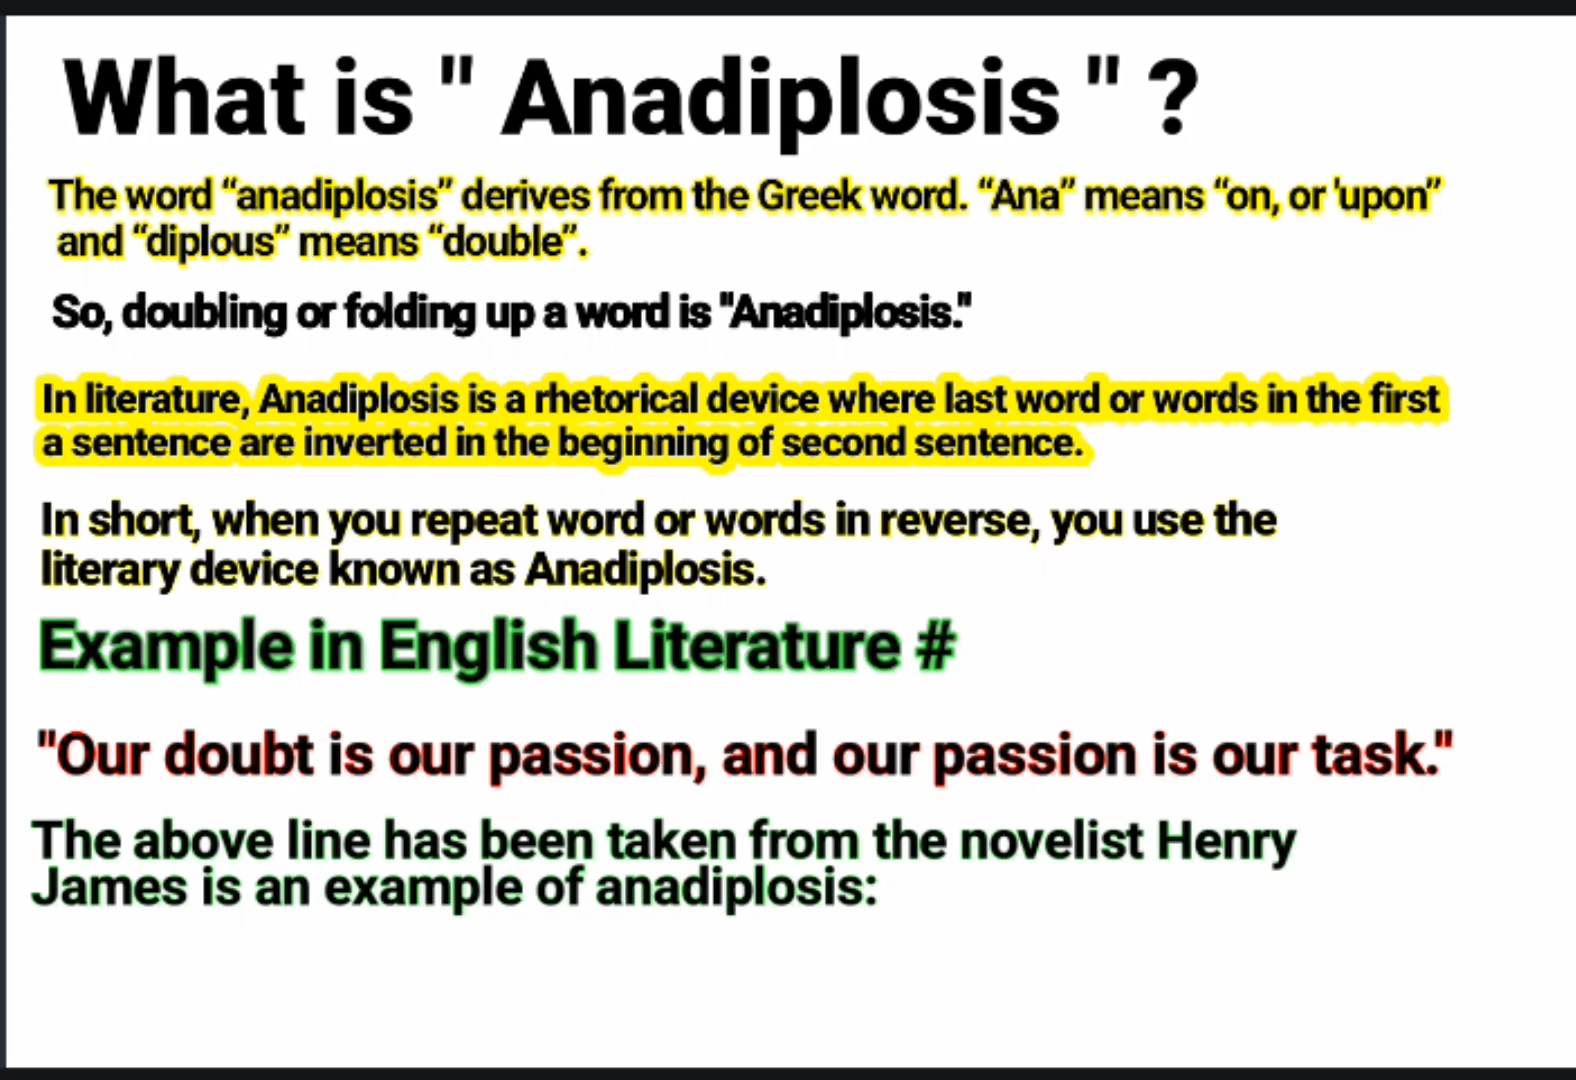 What is " Anadiplosis " ?
The word “anadiplosis” derives from the Greek word. “Ana” means “on, or 'upon”
and “diplous” means “double”.
So, doubling or folding up a word is "Anadiplosis."
In literature, Anadiplosis is a rhetorical device where last word or words in the first
a sentence are inverted in the beginning of second sentence.
In short, when you repeat word or words in reverse, you use the
literary device known as Anadiplosis.
Example in English Literature #
"Our doubt is our passion, and our passion is our task."
The above line has been taken from the novelist Henry
James is an example of anadiplosis: